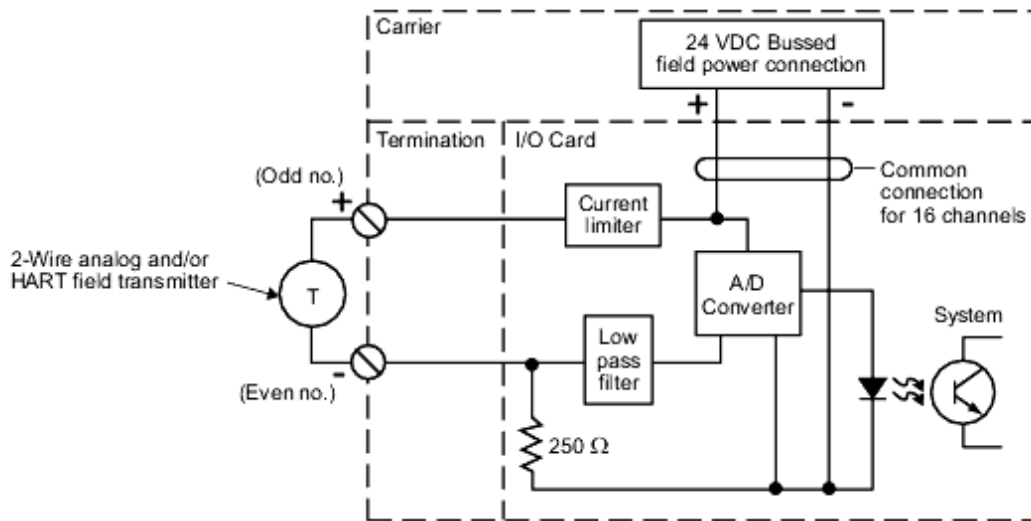 Carrier
24 VDC Bussed
field power connection
+
-
Termination
I/O Card
(Odd no.)
+
Current
limiter
Common
connection
for 16 channels
2-Wire analog and/or
HART field transmitter
T
A/D
Converter
System
Low
pass
filter
-
(Even no.)
250 Ω